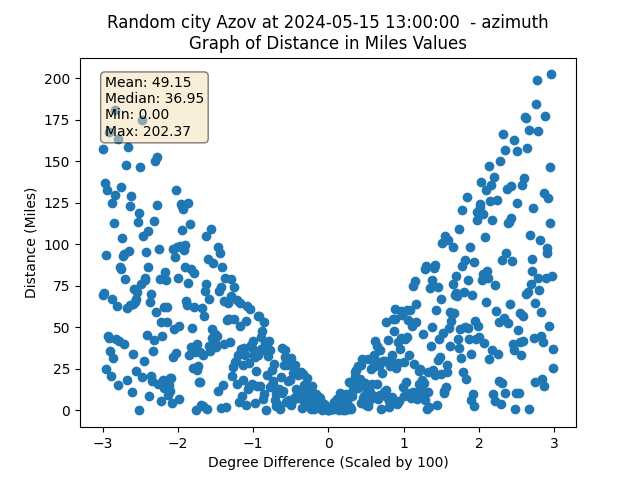 Random city Azov at 2024-05-15 13:00:00  - azimuth
Graph of Distance in Miles Values
Mean: 49.15
Median: 36.95
Min: 0.00
Max: 202.37
Distance (Miles)
200
175
150
125
100
75
50
25
0
−3
−2
−1
0
1
2
3
Degree Difference (Scaled by 100)